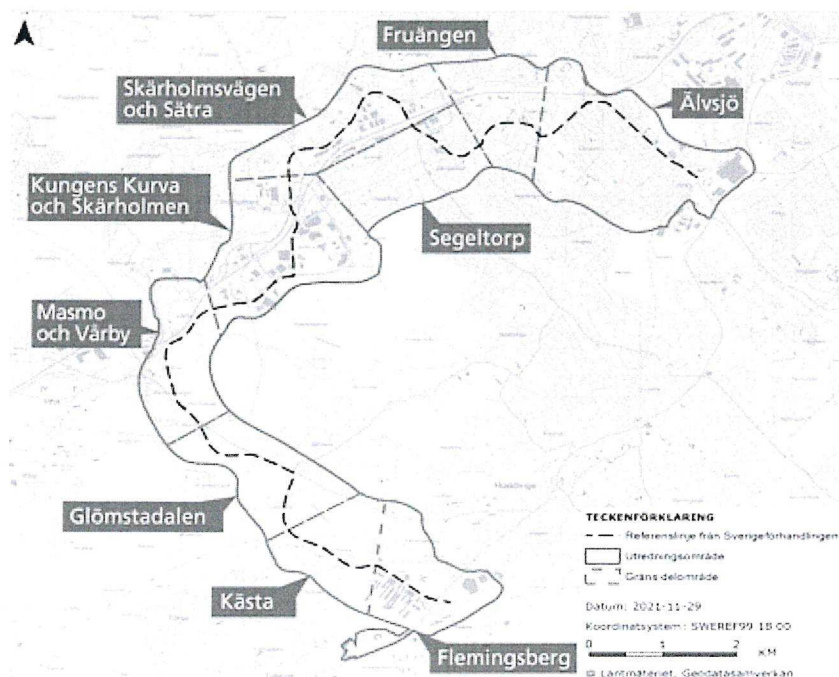 Fruängen
Skärholmsvägen
och Sätra
Älvsjö
Kungens Kurva
och Skärholmen
Segeltorp
Masmo
och Vårby
Glömstadalen
Huddinge
Kästa
Flemingsberg
TECKENFÖRKLARING
Referenslinje från Sverigeförhandlingen
Utredningsområde
Gräns delområde
Datum: 2021-11-29
Koordinatsystem: SWEREF99 18 00
0 1 2
KM
© Lantmäteriet, Geodatasamverkan